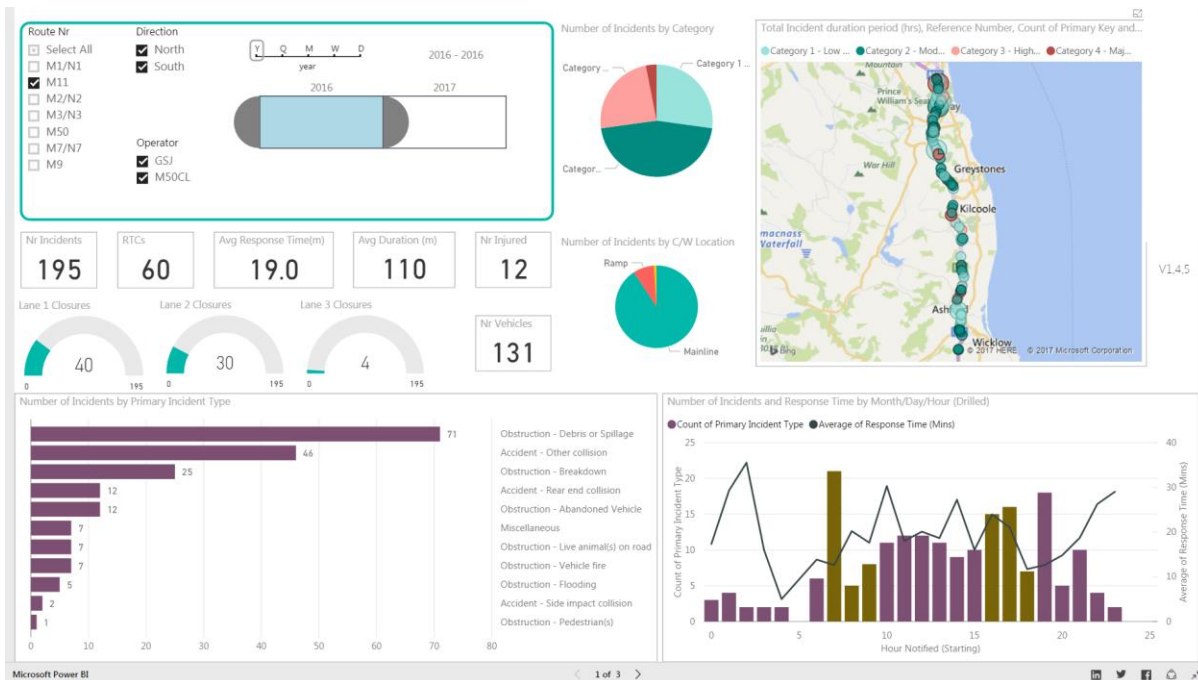 Route Nr
Select All
M1/N1
M11
M2/N2
M3/N3
M50
M7/N7
M9
Direction
North
South
Operator
GSJ
M50CL
Y Q M W D
year
2016 - 2016
2016 2017
Number of Incidents by Category
Category ...
Category 1 ...
Categor...
Total Incident duration period (hrs), Reference Number, Count of Primary Key and...
Category 1 - Low ... Category 2 - Mod... Category 3 - High... Category 4 - Maj...
Mountain
Prince
William's Sea
ay
War Hill
Greystones
Kilcoole
macnass
Waterfall
Ash
Wicklow
Bing
© 2017 HERE © 2017 Microsoft Corporation
V1,4,5
Nr Incidents
195
RTCs
60
Avg Response Time(m)
19.0
Avg Duration (m)
110
Nr Injured
12
Number of Incidents by C/W Location
Ramp
Mainline
Lane 1 Closures
40
0 195
Lane 2 Closures
30
0 195
Lane 3 Closures
4
0 195
Nr Vehicles
131
Number of Incidents by Primary Incident Type
71 Obstruction - Debris or Spillage
46 Accident - Other collision
25 Obstruction - Breakdown
12 Accident - Rear end collision
12 Obstruction - Abandoned Vehicle
7 Miscellaneous
7 Obstruction - Live animal(s) on road
7 Obstruction - Vehicle fire
5 Obstruction - Flooding
2 Accident - Side impact collision
1 Obstruction - Pedestrian(s)
0 10 20 30 40 50 60 70 80
Number of Incidents and Response Time by Month/Day/Hour (Drilled)
Count of Primary Incident Type Average of Response Time (Mins)
Count of Primary Incident Type
25
20
15
10
5
0
40
30
20
10
0
Average of Response Time (Mins)
0 5 10 15 20 25
Hour Notified (Starting)
Microsoft Power BI
1 of 3